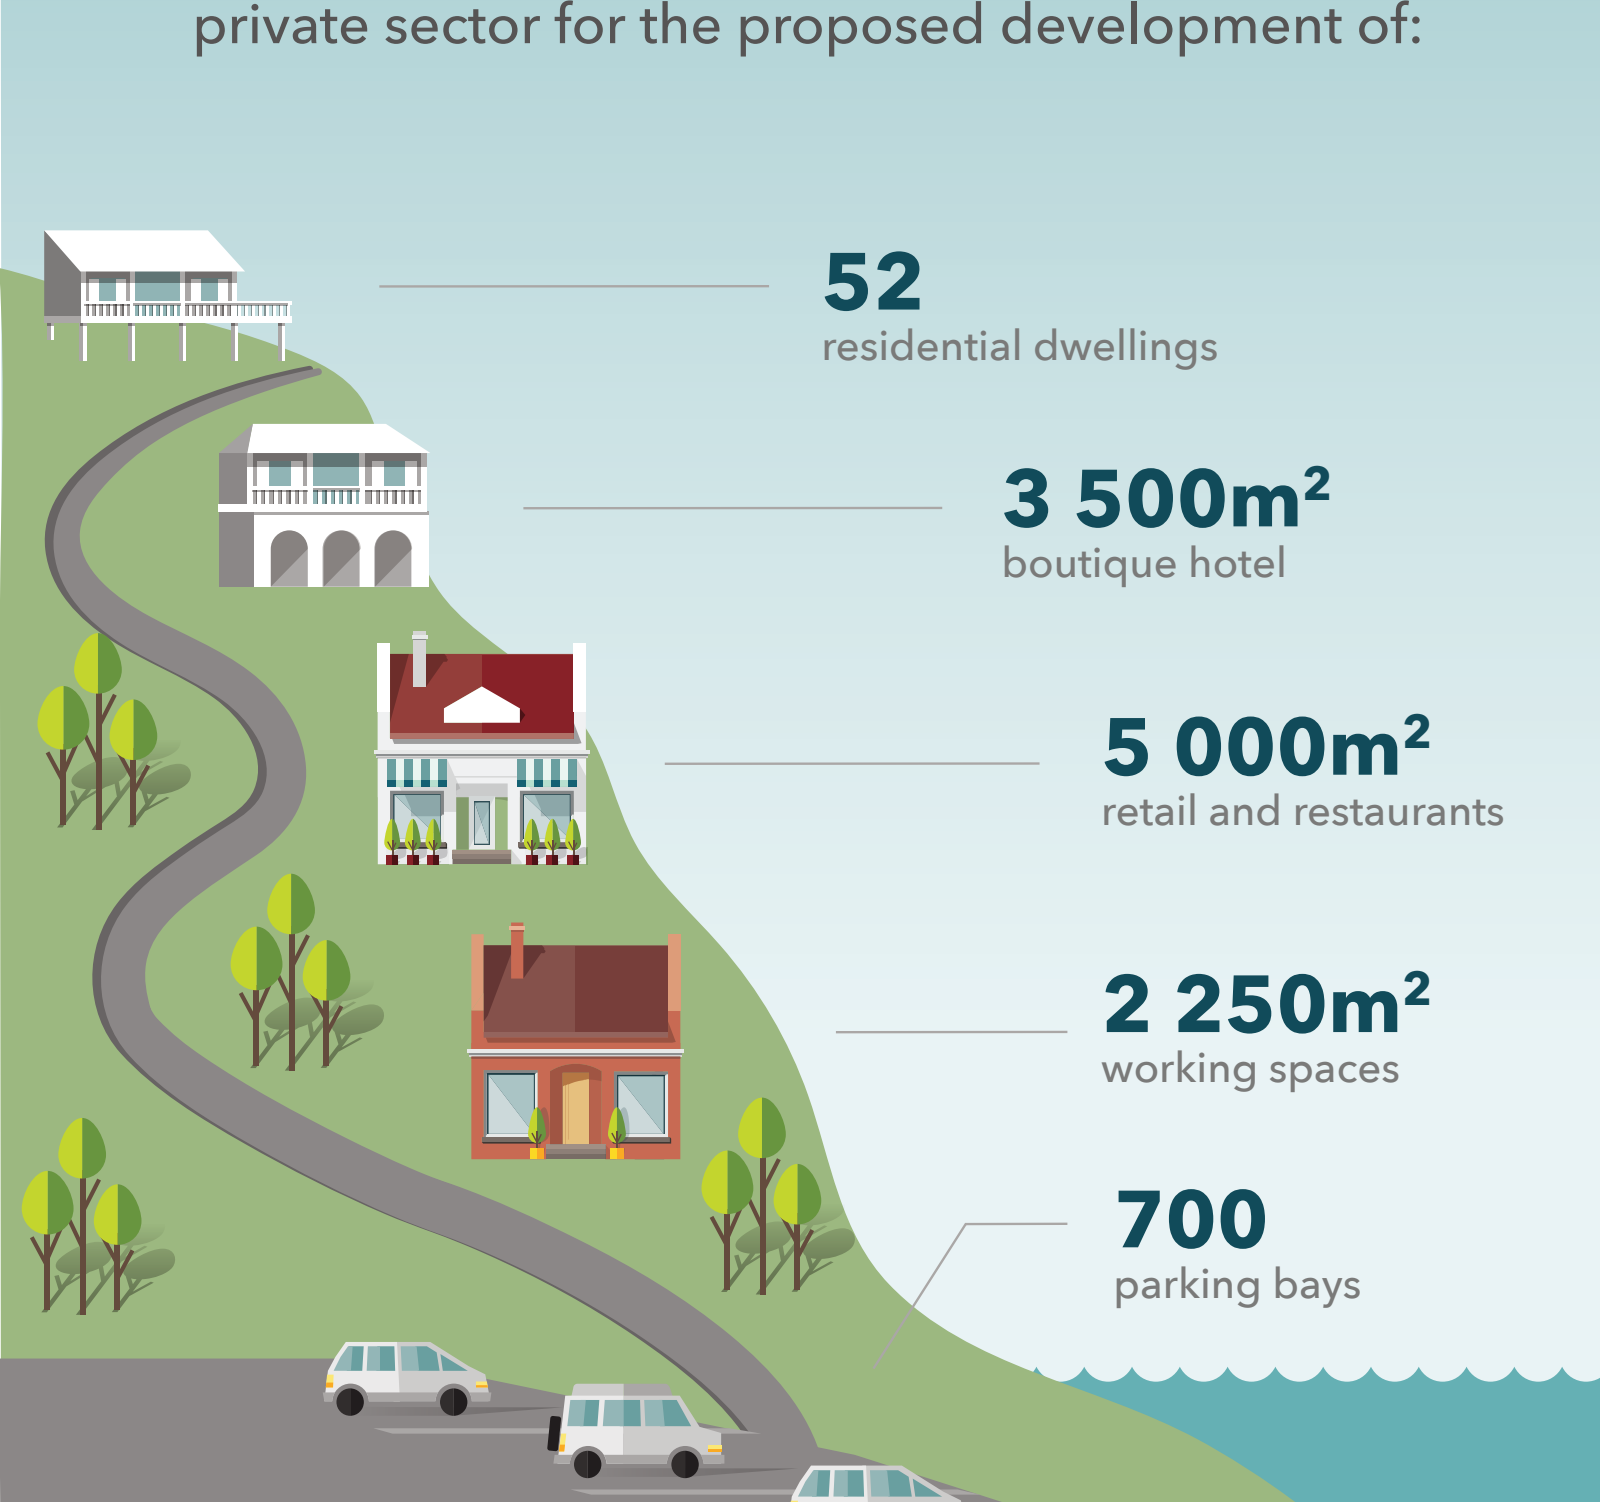 private sector for the proposed development of:
52
residential dwellings
3 500m²
boutique hotel
5 000m²
retail and restaurants
2 250m²
working spaces
700
parking bays